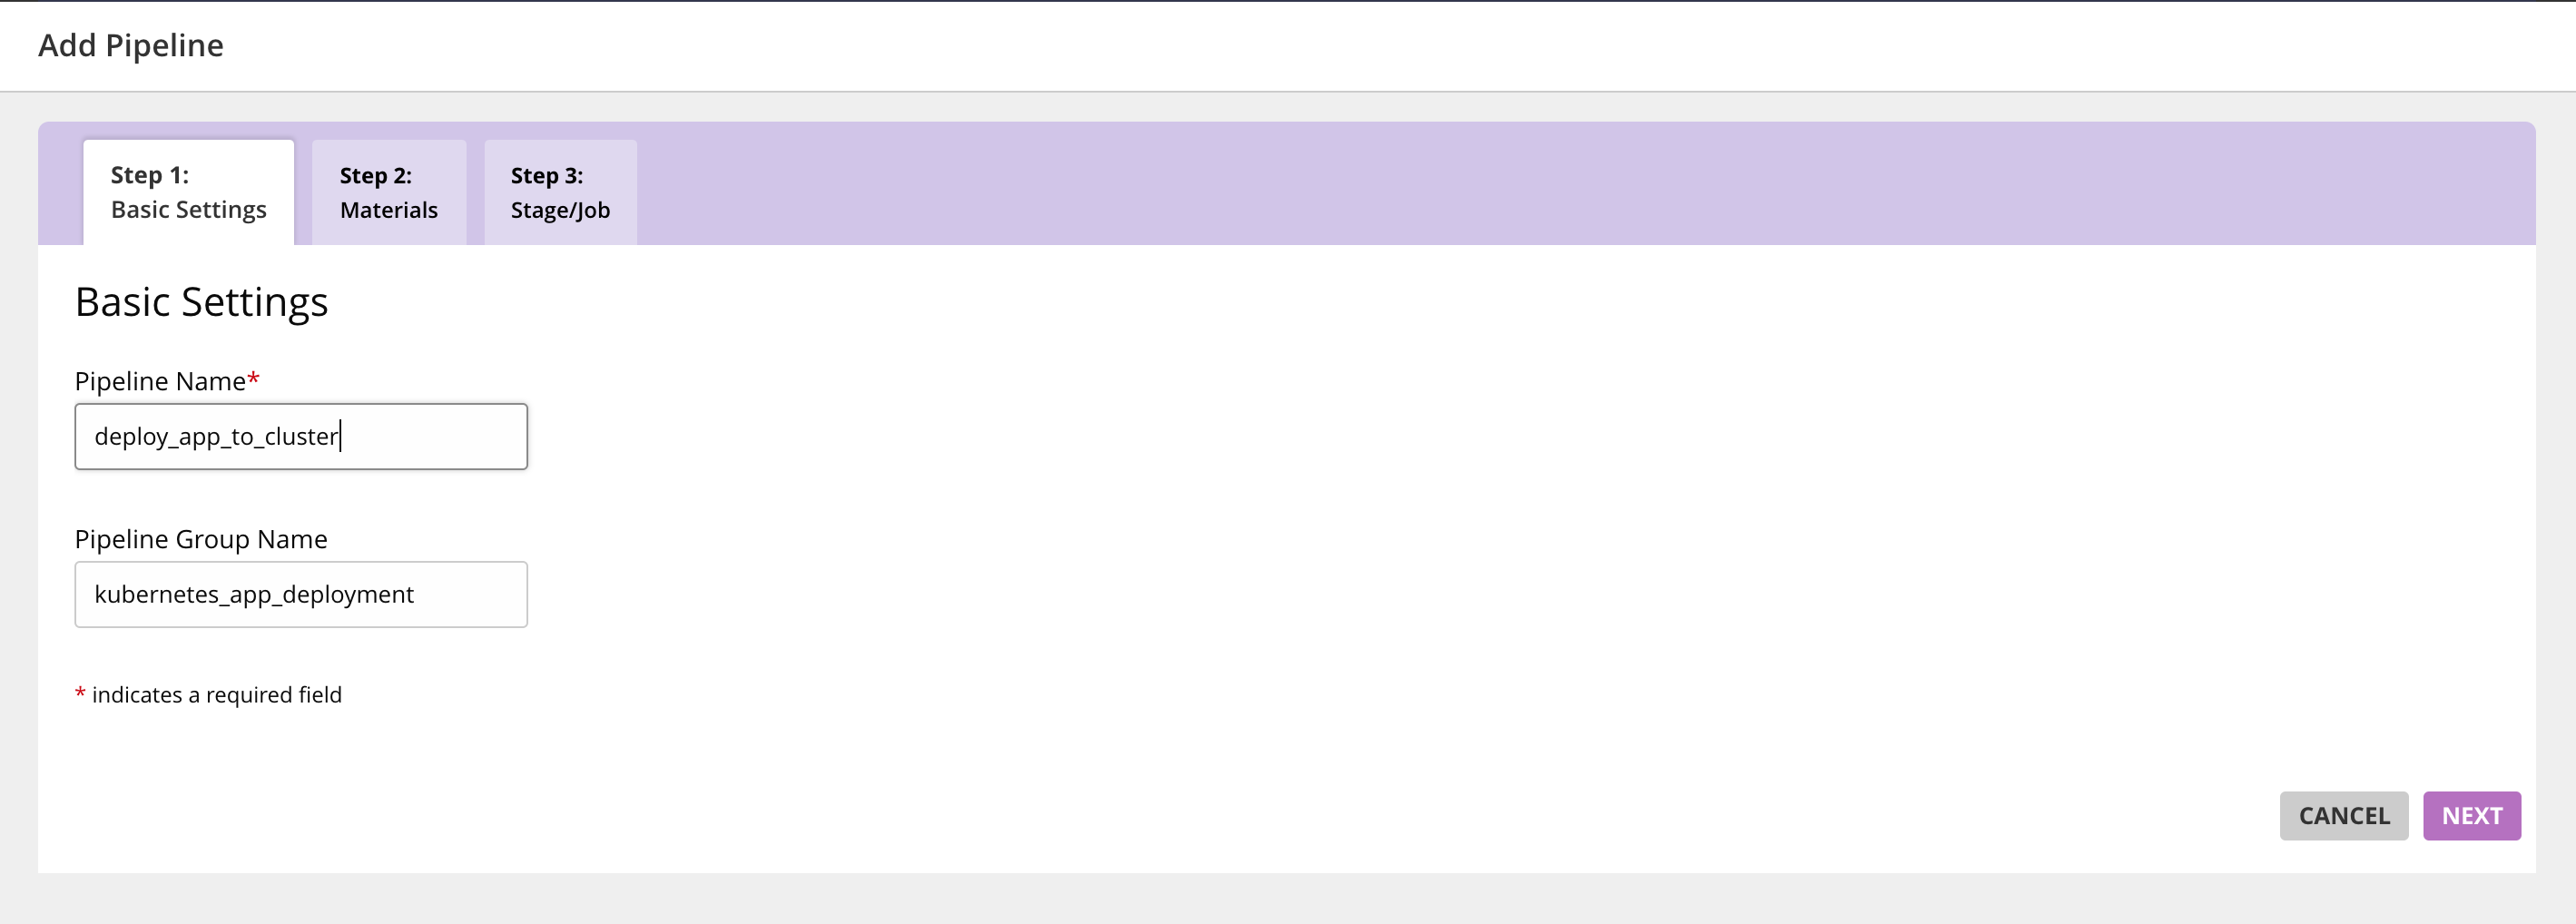 Add Pipeline
Step 1:
Basic Settings
Step 2:
Materials
Step 3:
Stage/Job
Basic Settings
Pipeline Name*
deploy_app_to_cluster
Pipeline Group Name
kubernetes_app_deployment
* indicates a required field
CANCEL NEXT